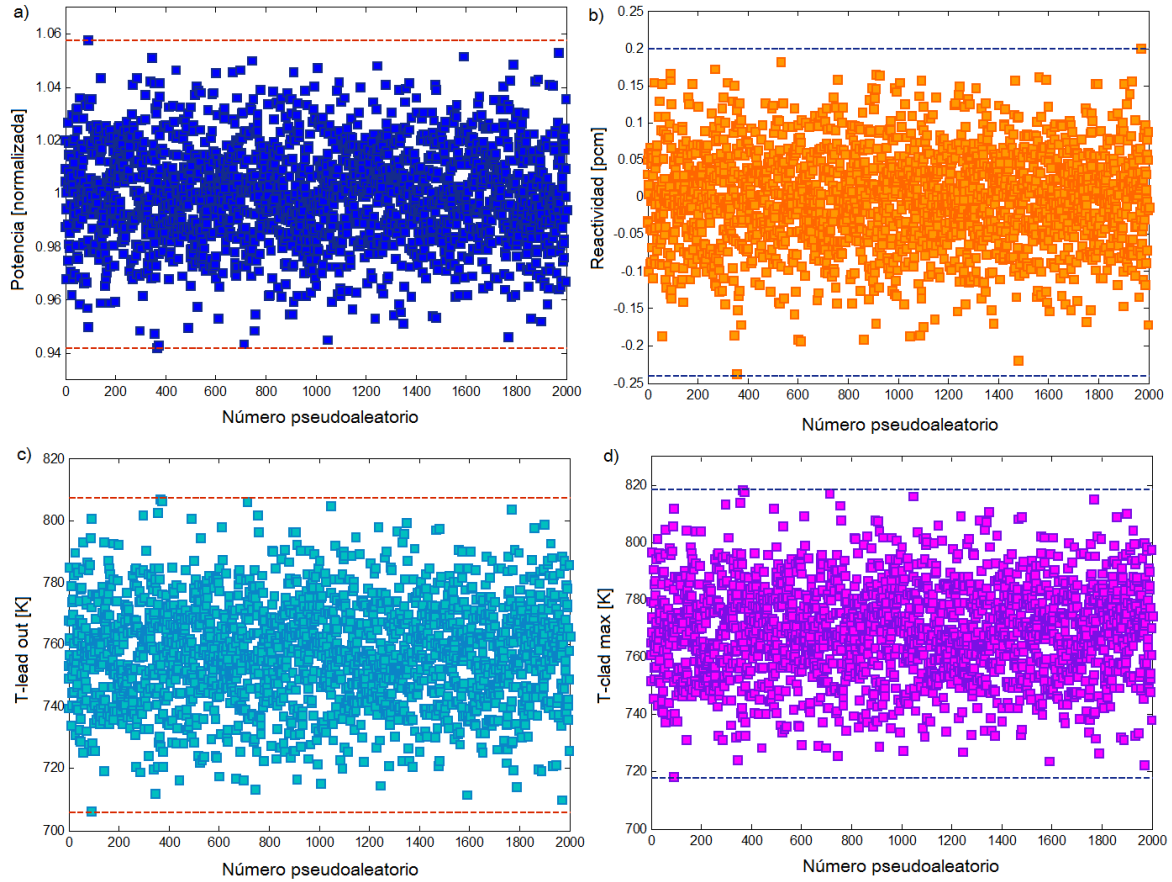 a)
Potencia [normalizada]
1.06
1.04
1.02
1
0.98
0.96
0.94
0 200 400 600 800 1000 1200 1400 1600 1800 2000
Número pseudoaleatorio
b)
Reactividad [pcm]
0.25
0.2
0.15
0.1
0.05
0
-0.05
-0.1
-0.15
-0.2
-0.25
0 200 400 600 800 1000 1200 1400 1600 1800 2000
Número pseudoaleatorio
c)
T-lead out [K]
820
800
780
760
740
720
700
0 200 400 600 800 1000 1200 1400 1600 1800 2000
Número pseudoaleatorio
d)
T-clad max [K]
820
800
780
760
740
720
700
0 200 400 600 800 1000 1200 1400 1600 1800 2000
Número pseudoaleatorio